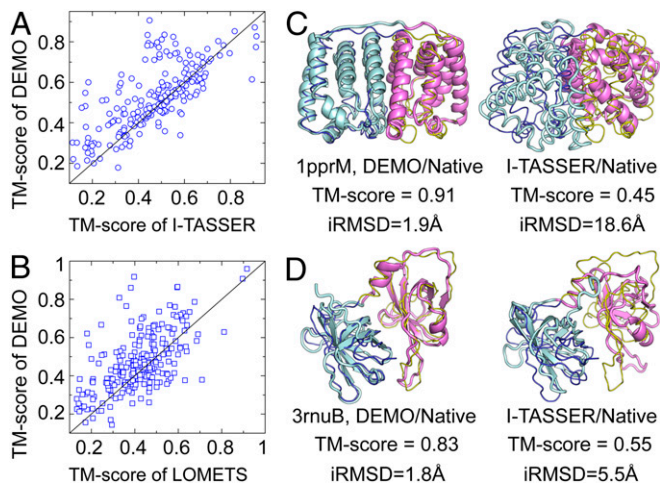 A
TM-score of DEMO
0.8
0.6
0.4
0.2
0.2 0.4 0.6 0.8
TM-score of I-TASSER
B
TM-score of DEMO
1
0.8
0.6
0.4
0.2
0.2 0.4 0.6 0.8 1
TM-score of LOMETS
C
1pprM, DEMO/Native
TM-score = 0.91
iRMSD=1.9Å
I-TASSER/Native
TM-score = 0.45
iRMSD=18.6Å
D
3rnuB, DEMO/Native
TM-score = 0.83
iRMSD=1.8Å
I-TASSER/Native
TM-score = 0.55
iRMSD=5.5Å